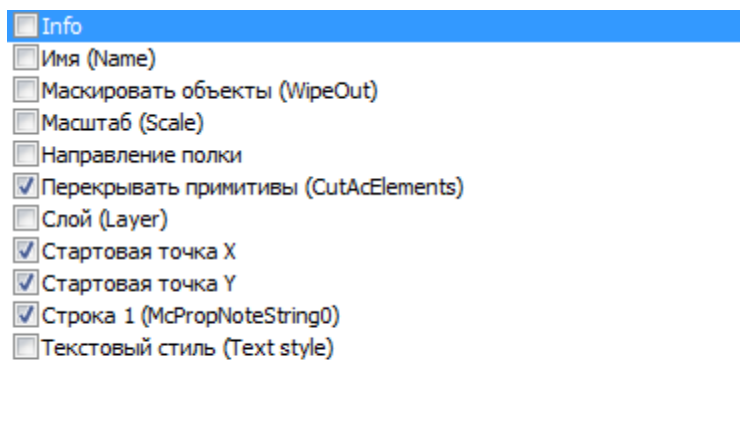 Info
Имя (Name)
Маскировать объекты (WipeOut)
Масштаб (Scale)
Направление полки
Перекрывать примитивы (CutAcElements)
Слой (Layer)
Стартовая точка X
Стартовая точка Y
Строка 1 (McPropNoteString0)
Текстовый стиль (Text style)